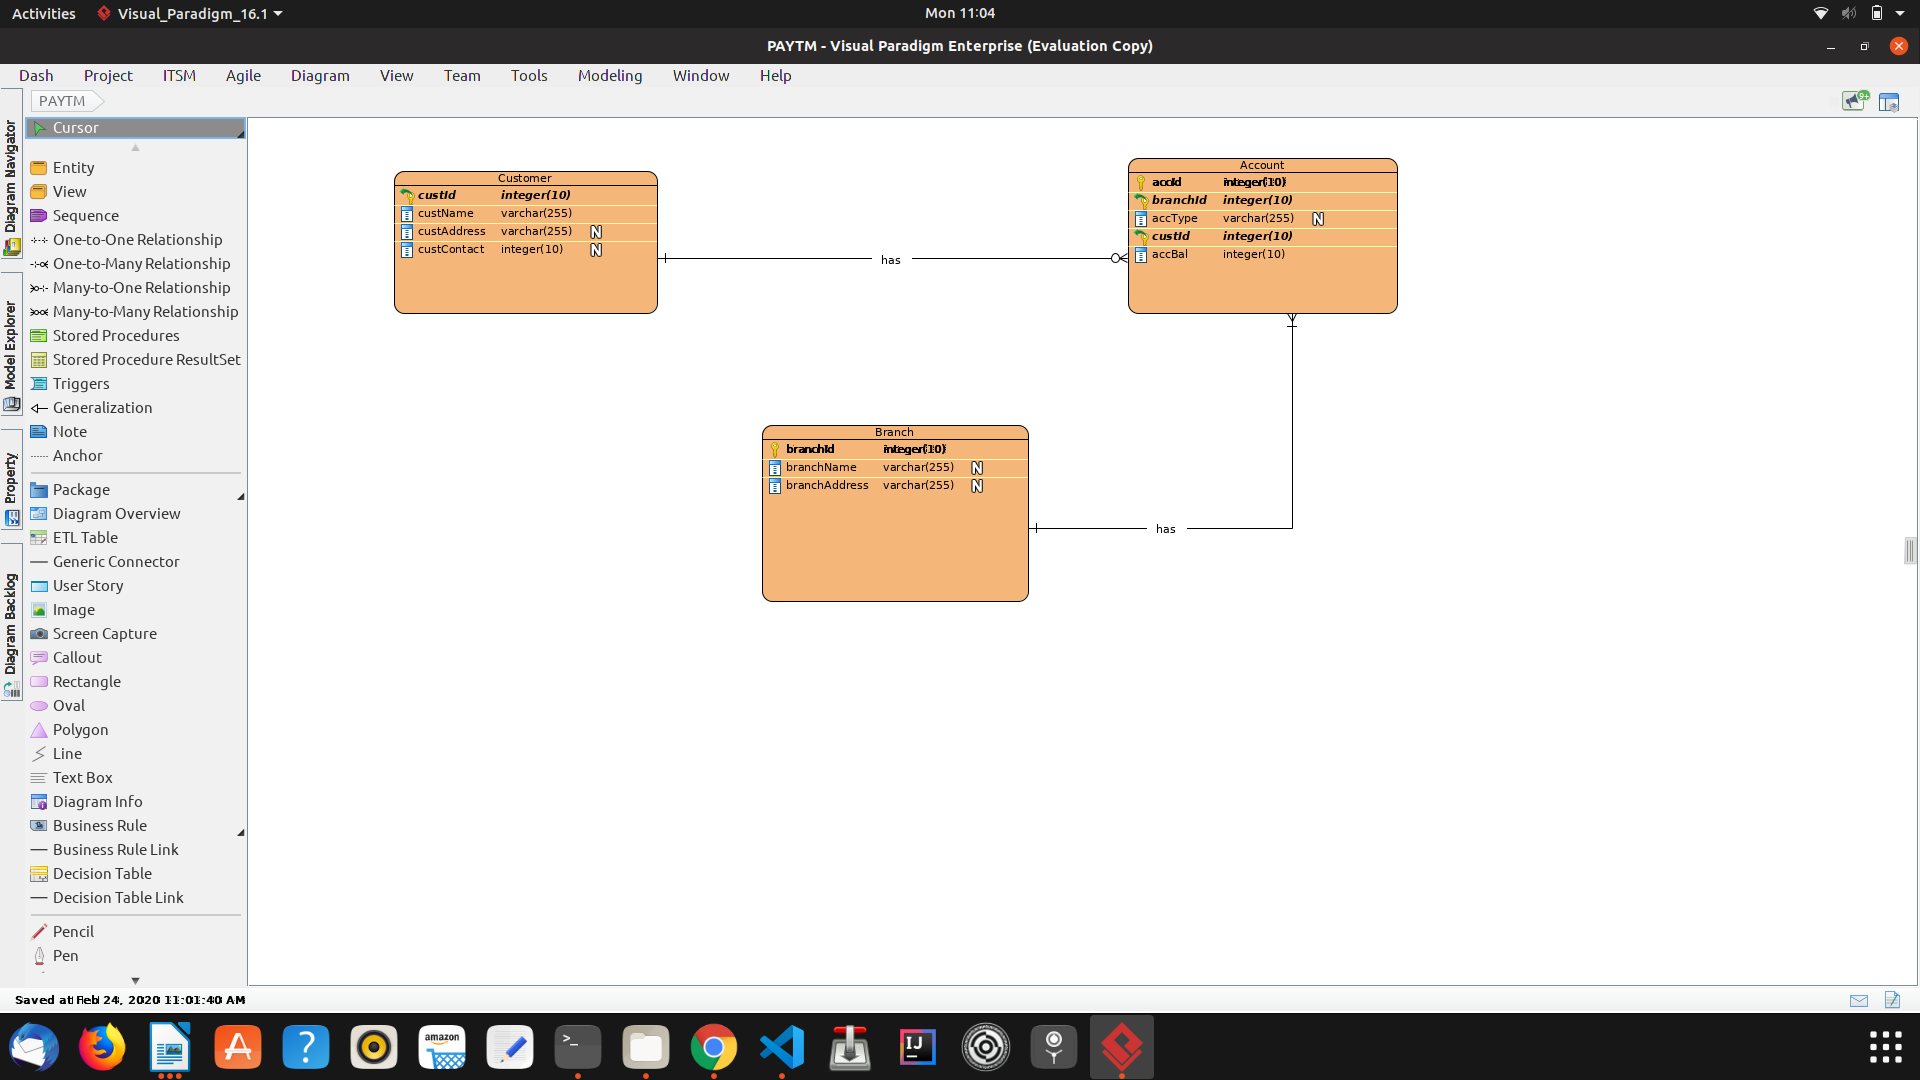 Activities Visual_Paradigm_16.1 Mon 11:04
PAYTM - Visual Paradigm Enterprise (Evaluation Copy)
Dash Project ITSM Agile Diagram View Team Tools Modeling Window Help
PAYTM
Diagram Navigator
Model Explorer
Property
Diagram Backlog
Cursor
Entity
View
Sequence
One-to-One Relationship
One-to-Many Relationship
Many-to-One Relationship
Many-to-Many Relationship
Stored Procedures
Stored Procedure ResultSet
Triggers
Generalization
Note
Anchor
Package
Diagram Overview
ETL Table
Generic Connector
User Story
Image
Screen Capture
Callout
Rectangle
Oval
Polygon
Line
Text Box
Diagram Info
Business Rule
Business Rule Link
Decision Table
Decision Table Link
Pencil
Pen
Customer
custId integer(10)
custName varchar(255)
custAddress varchar(255) N
custContact integer(10) N
has
Account
accId integer(10)
branchId integer(10)
accType varchar(255) N
custId integer(10)
accBal integer(10)
Branch
branchId integer(10)
branchName varchar(255) N
branchAddress varchar(255) N
has
Saved at Feb 24, 2020 11:01:40 AM
amazon
IJ